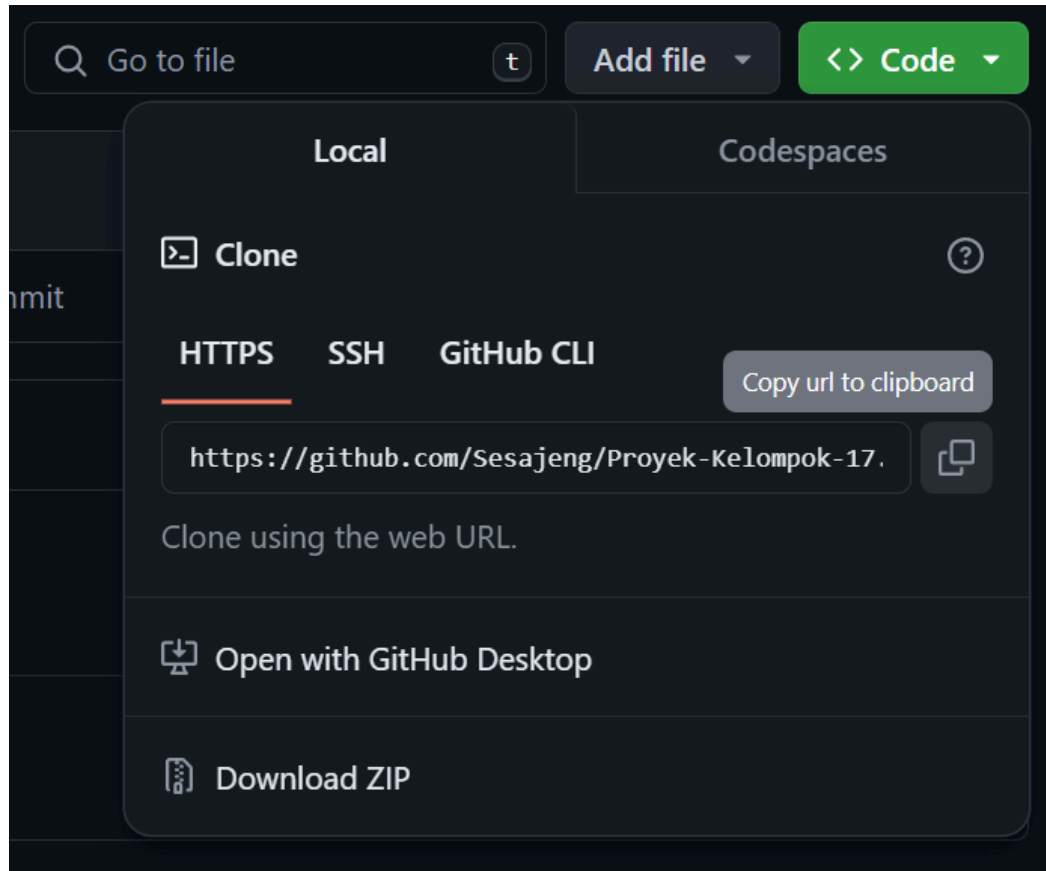 Go to file t Add file <> Code
Local Codespaces
Clone
mmit
HTTPS SSH GitHub CLI
Copy url to clipboard
https://github.com/Sesajeng/Proyek-Kelompok-17.
Clone using the web URL.
Open with GitHub Desktop
Download ZIP